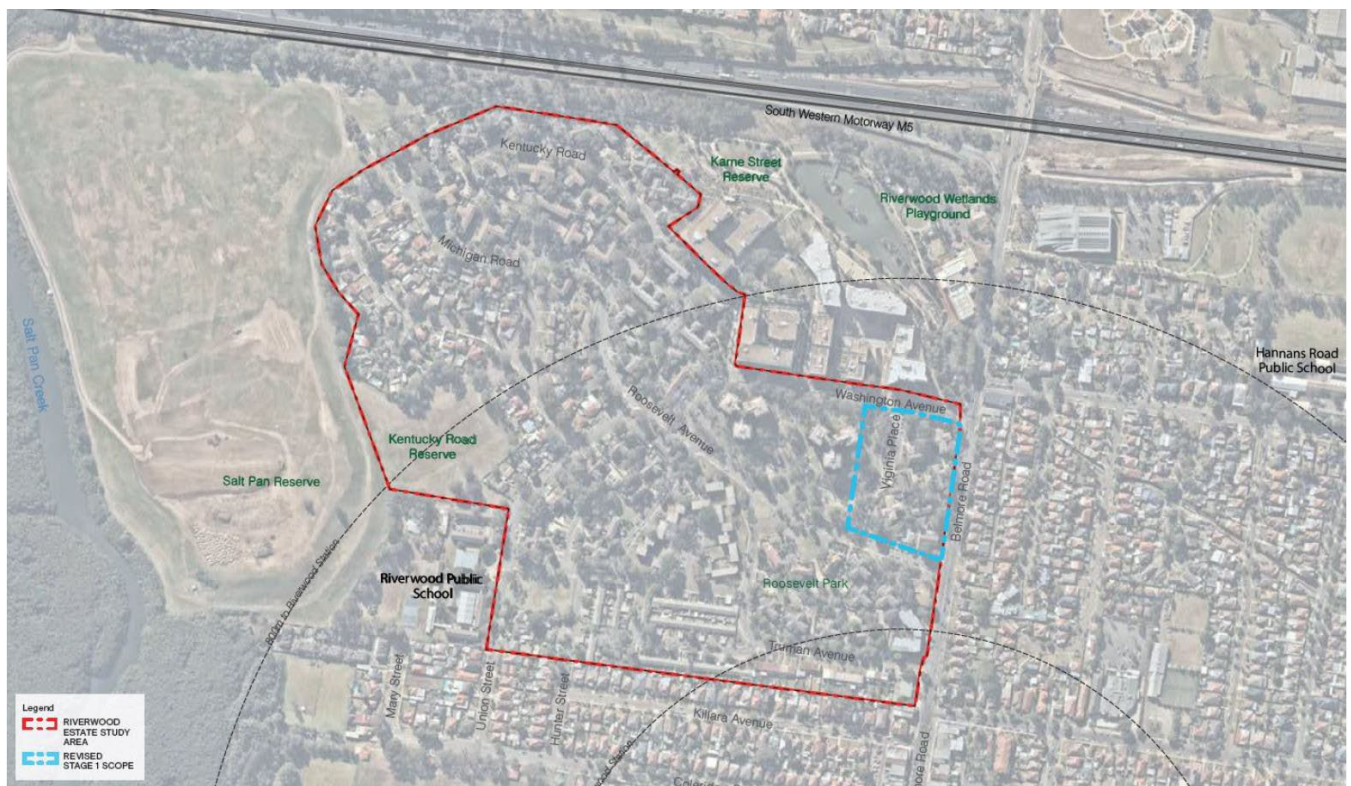 South Western Motorway M5
Kentucky Road
Karne Street
Reserve
Riverwood Wetlands
Playground
Michigan Road
Salt Pan Creek
Hannans Road
Public School
Washington Avenue
Roosevelt Avenue
Viginia Place
Kentucky Road
Reserve
Salt Pan Reserve
Belmore Road
800m to Riverwood Station
Riverwood Public
School
Roosevelt Park
Truman Avenue
Mary Street
Union Street
Hunter Street
Killara Avenue
Legend
RIVERWOOD
ESTATE STUDY
AREA
REVISED
STAGE 1 SCOPE